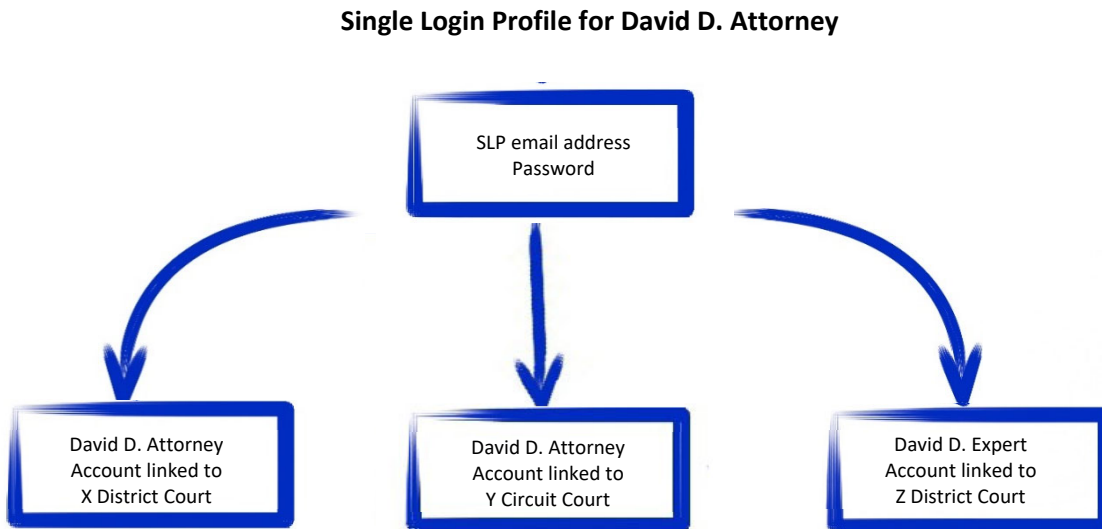 Single Login Profile for David D. Attorney
SLP email address
Password
David D. Attorney
Account linked to
X District Court
David D. Attorney
Account linked to
Y Circuit Court
David D. Expert
Account linked to
Z District Court